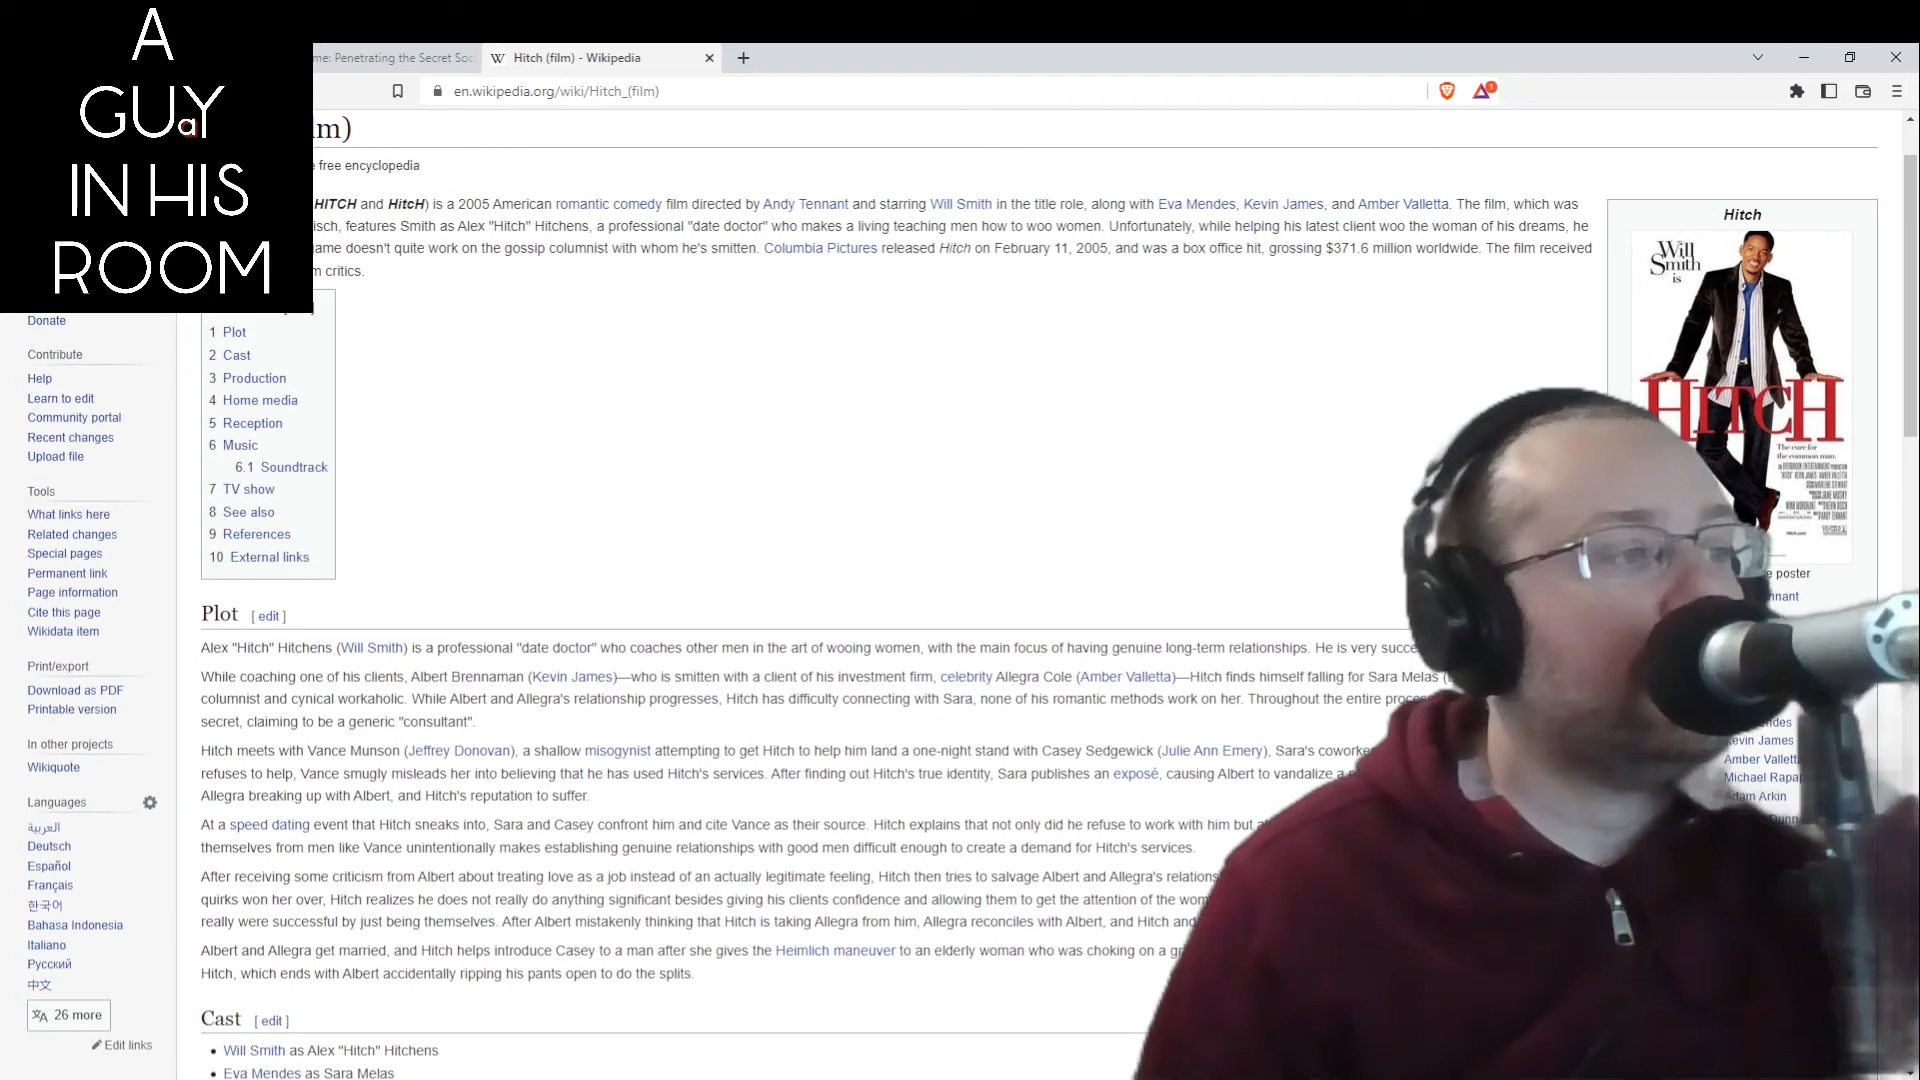 A
GUY
a
IN HIS
ROOM
me: Penetrating the Secret Soc
W Hitch (film) - Wikipedia
en.wikipedia.org/wiki/Hitch_(film)
1
lm)
e free encyclopedia
HITCH and HitcH) is a 2005 American romantic comedy film directed by Andy Tennant and starring Will Smith in the title role, along with Eva Mendes, Kevin James, and Amber Valletta. The film, which was
isch, features Smith as Alex "Hitch" Hitchens, a professional "date doctor" who makes a living teaching men how to woo women. Unfortunately, while helping his latest client woo the woman of his dreams, he
game doesn't quite work on the gossip columnist with whom he's smitten. Columbia Pictures released Hitch on February 11, 2005, and was a box office hit, grossing $371.6 million worldwide. The film received
m critics.
Donate
Contribute
Help
Learn to edit
Community portal
Recent changes
Upload file
Tools
What links here
Related changes
Special pages
Permanent link
Page information
Cite this page
Wikidata item
Print/export
Download as PDF
Printable version
In other projects
Wikiquote
Languages
العربية
Deutsch
Español
Français
한국어
Bahasa Indonesia
Italiano
Русский
中文
26 more
Edit links
1 Plot
2 Cast
3 Production
4 Home media
5 Reception
6 Music
6.1 Soundtrack
7 TV show
8 See also
9 References
10 External links
Plot [ edit ]
Alex "Hitch" Hitchens (Will Smith) is a professional "date doctor" who coaches other men in the art of wooing women, with the main focus of having genuine long-term relationships. He is very succe
While coaching one of his clients, Albert Brennaman (Kevin James)—who is smitten with a client of his investment firm, celebrity Allegra Cole (Amber Valletta)—Hitch finds himself falling for Sara Melas (
columnist and cynical workaholic. While Albert and Allegra's relationship progresses, Hitch has difficulty connecting with Sara, none of his romantic methods work on her. Throughout the entire proce
secret, claiming to be a generic "consultant".
Hitch meets with Vance Munson (Jeffrey Donovan), a shallow misogynist attempting to get Hitch to help him land a one-night stand with Casey Sedgewick (Julie Ann Emery), Sara's cowork
refuses to help, Vance smugly misleads her into believing that he has used Hitch's services. After finding out Hitch's true identity, Sara publishes an exposé, causing Albert to vandalize a
Allegra breaking up with Albert, and Hitch's reputation to suffer.
At a speed dating event that Hitch sneaks into, Sara and Casey confront him and cite Vance as their source. Hitch explains that not only did he refuse to work with him but a
themselves from men like Vance unintentionally makes establishing genuine relationships with good men difficult enough to create a demand for Hitch's services.
After receiving some criticism from Albert about treating love as a job instead of an actually legitimate feeling, Hitch then tries to salvage Albert and Allegra's relations
quirks won her over, Hitch realizes he does not really do anything significant besides giving his clients confidence and allowing them to get the attention of the wom
really were successful by just being themselves. After Albert mistakenly thinking that Hitch is taking Allegra from him, Allegra reconciles with Albert, and Hitch and
Albert and Allegra get married, and Hitch helps introduce Casey to a man after she gives the Heimlich maneuver to an elderly woman who was choking on a gr
Hitch, which ends with Albert accidentally ripping his pants open to do the splits.
Cast [ edit ]
• Will Smith as Alex "Hitch" Hitchens
• Eva Mendes as Sara Melas
Hitch
Will
Smith
is
HITCH
The cure for
the common man.
e poster
nnant
ndes
Kevin James
Amber Valletta
Michael Rapap
Adam Arkin
Dunn